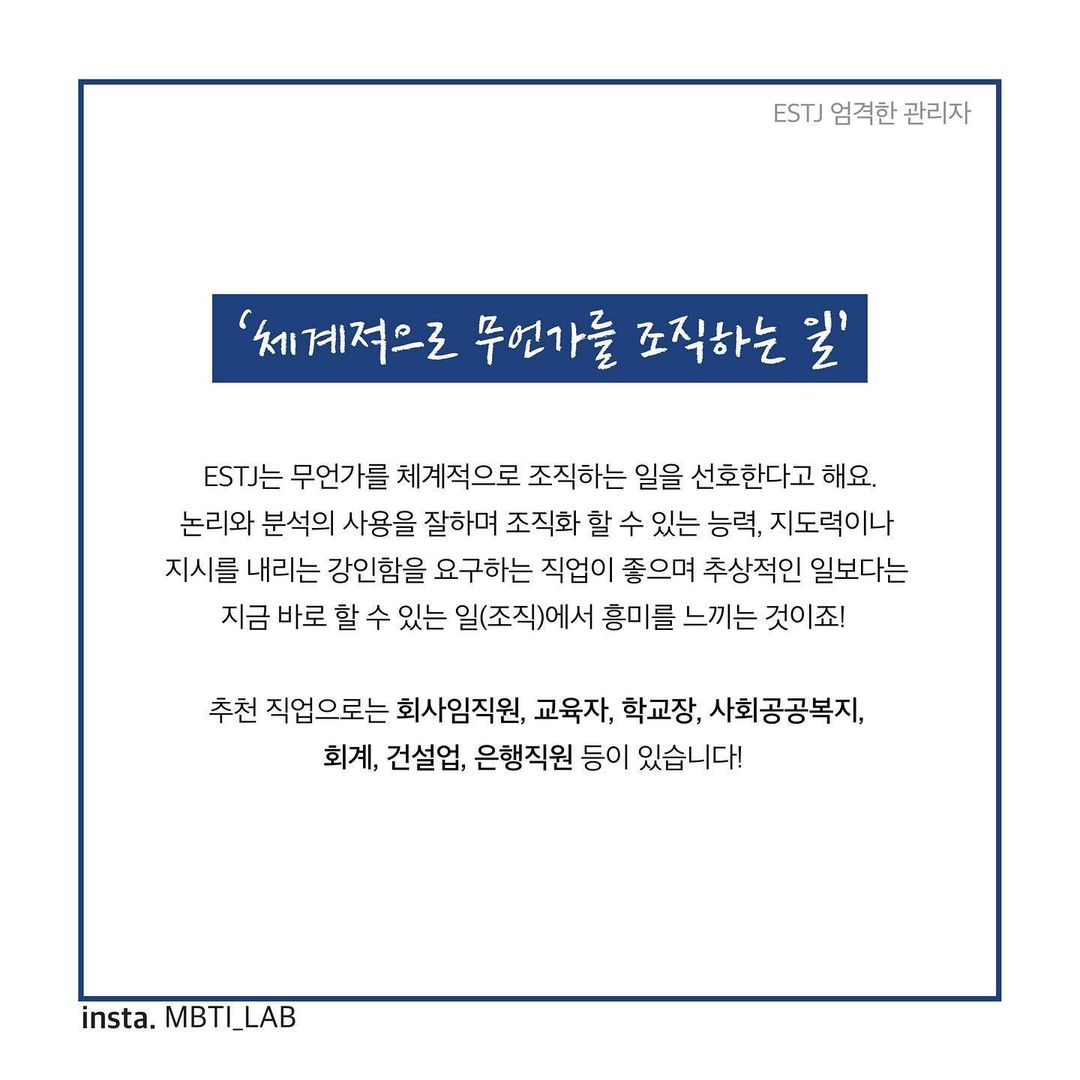 ESTJ 엄격한 관리자
‘체계적으로 무언가를 조직하는 일’
ESTJ는 무언가를 체계적으로 조직하는 일을 선호한다고 해요.
논리와 분석의 사용을 잘하며 조직화 할 수 있는 능력, 지도력이나
지시를 내리는 강인함을 요구하는 직업이 좋으며 추상적인 일보다는
지금 바로 할 수 있는 일(조직)에서 흥미를 느끼는 것이죠!
추천 직업으로는 회사임직원, 교육자, 학교장, 사회공공복지,
회계, 건설업, 은행직원 등이 있습니다!
insta. MBTI_LAB